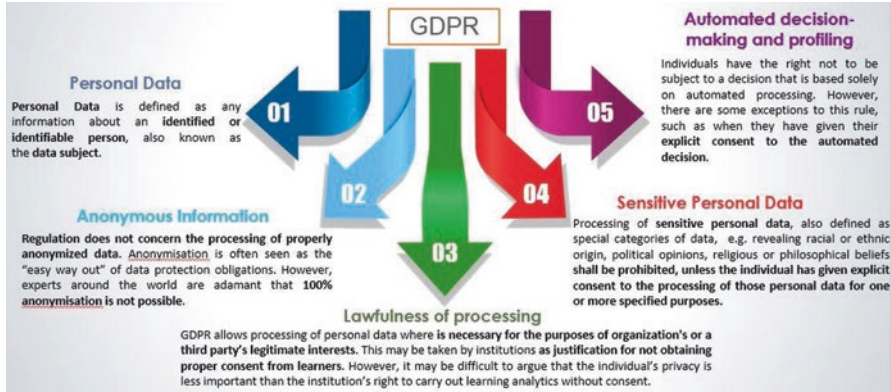 GDPR
01
Personal Data
Personal Data is defined as any
information about an identified or
identifiable person, also known as
the data subject.
02
Anonymous Information
Regulation does not concern the processing of properly
anonymized data. Anonymisation is often seen as the
“easy way out” of data protection obligations. However,
experts around the world are adamant that 100%
anonymisation is not possible.
03
Lawfulness of processing
GDPR allows processing of personal data where is necessary for the purposes of organization's or a
third party’s legitimate interests. This may be taken by institutions as justification for not obtaining
proper consent from learners. However, it may be difficult to argue that the individual’s privacy is
less important than the institution’s right to carry out learning analytics without consent.
04
Sensitive Personal Data
Processing of sensitive personal data, also defined as
special categories of data, e.g. revealing racial or ethnic
origin, political opinions, religious or philosophical beliefs
shall be prohibited, unless the individual has given explicit
consent to the processing of those personal data for one
or more specified purposes.
05
Automated decision-
making and profiling
Individuals have the right not to be
subject to a decision that is based solely
on automated processing. However,
there are some exceptions to this rule,
such as when they have given their
explicit consent to the automated
decision.